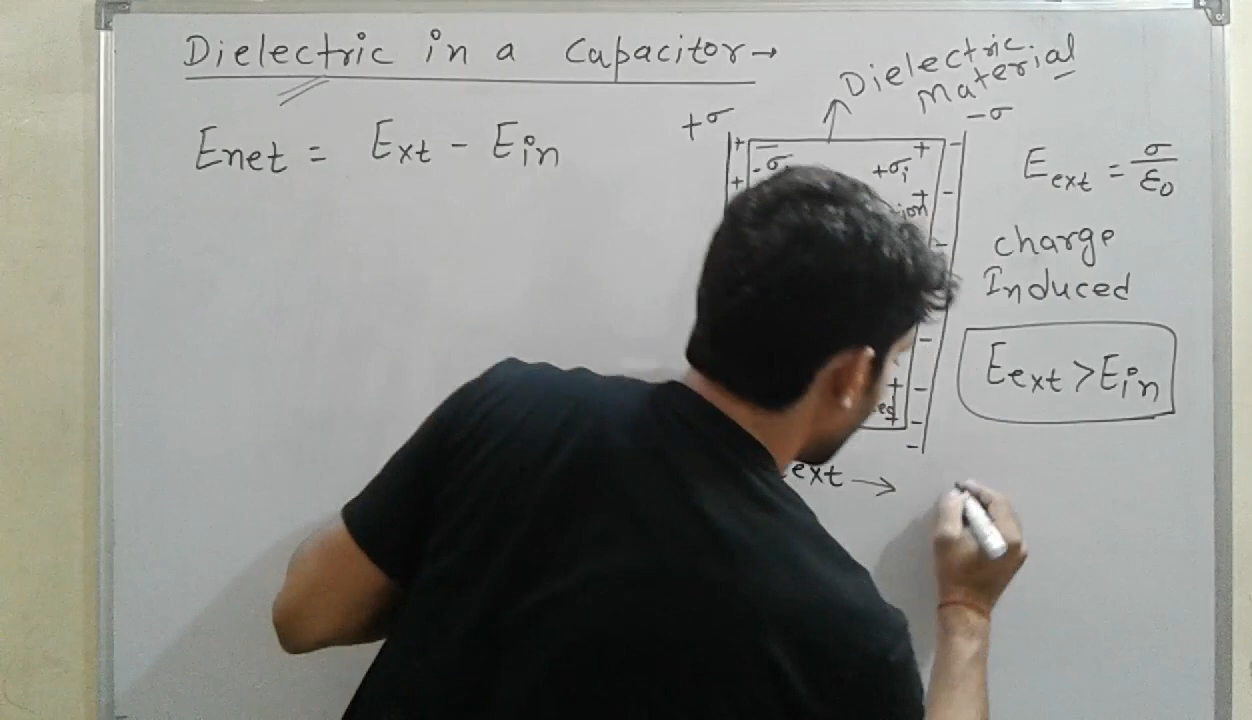 Dielectric in a Capacitor →
Enet = Ext - Ein
Dielectric
Material
+σ
-σ
+σi
Eext = σ/ε0
Charge
Induced
Eext > Ein
ext →